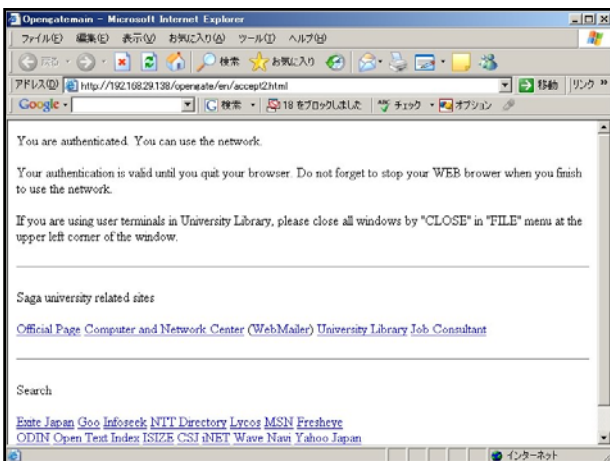 Opengatemain - Microsoft Internet Explorer
ファイル(F) 編集(E) 表示(V) お気に入り(A) ツール(T) ヘルプ(H)
戻る 検索 お気に入り
アドレス(D) http://192.168.29.138/opengate/en/accept2.html 移動 リンク »
Google 検索 18 をブロックしました チェック オプション
You are authenticated. You can use the network.
Your authentication is valid until you quit your browser. Do not forget to stop your WEB brower when you finish
to use the network.
If you are using user terminals in University Library, please close all windows by "CLOSE" in "FILE" menu at the
upper left corner of the window.
Saga university related sites
Official Page Computer and Network Center (WebMailer) University Library Job Consultant
Search
Exite Japan Goo Infoseek NTT Directory Lycos MSN Fresheye
ODIN Open Text Index ISIZE CSJ iNET Wave Navi Yahoo Japan
インターネット